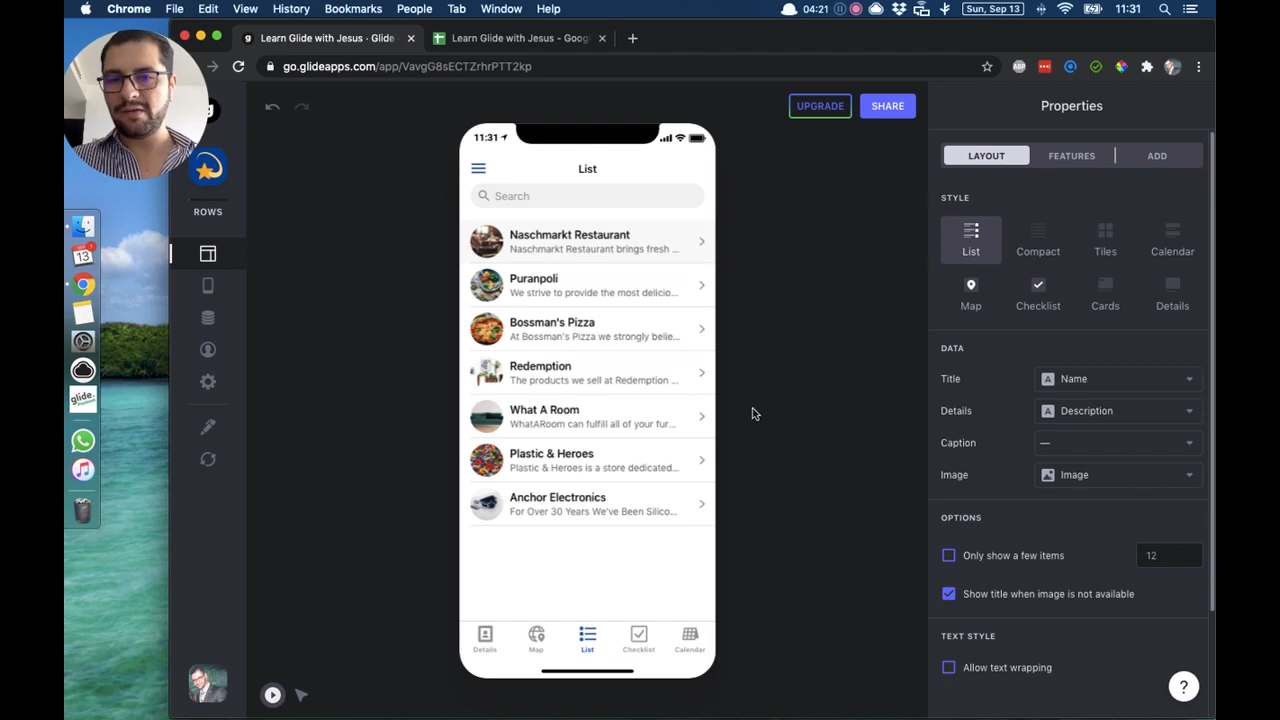 Chrome File Edit View History Bookmarks People Tab Window Help 04:21 Sun, Sep 13 11:31
Learn Glide with Jesus · Glide
Learn Glide with Jesus - Goog
go.glideapps.com/app/VavgG8sECTZrhrPTT2kp
UPGRADE
SHARE
Properties
LAYOUT
FEATURES
ADD
ROWS
11:31
List
Search
Naschmarkt Restaurant
Naschmarkt Restaurant brings fresh ...
Puranpoli
We strive to provide the most delicio...
Bossman's Pizza
At Bossman's Pizza we strongly belie...
Redemption
The products we sell at Redemption ...
What A Room
WhatARoom can fulfill all of your fur...
Plastic & Heroes
Plastic & Heroes is a store dedicated...
Anchor Electronics
For Over 30 Years We've Been Silico...
Details
Map
List
Checklist
Calendar
STYLE
List
Compact
Tiles
Calendar
Map
Checklist
Cards
Details
DATA
Title
A Name
Details
A Description
Caption
—
Image
Image
OPTIONS
Only show a few items
12
Show title when image is not available
TEXT STYLE
Allow text wrapping
?
13
glide.